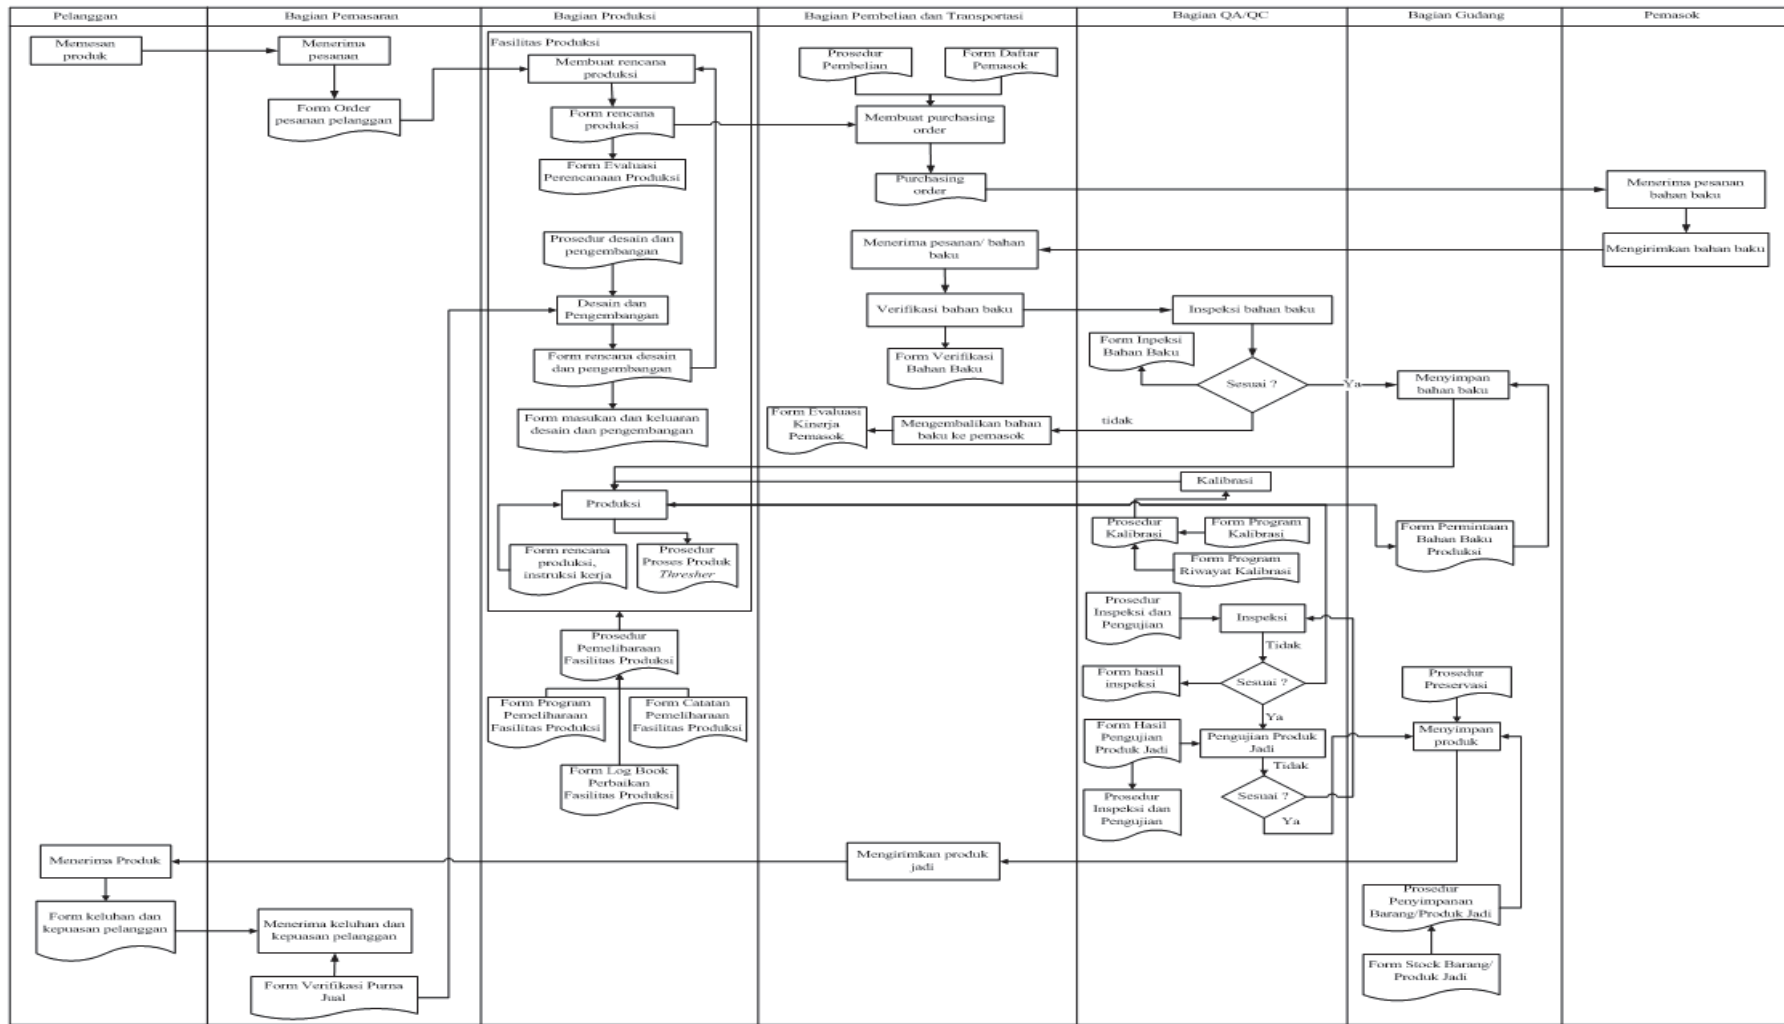 Pelanggan
Bagian Pemasaran
Bagian Produksi
Bagian Pembelian dan Transportasi
Bagian QA/QC
Bagian Gudang
Pemasok
Memesan
produk
Menerima
pesanan
Form Order
pesanan pelanggan
Fasilitas Produksi
Membuat rencana
produksi
Form rencana
produksi
Form Evaluasi
Perencanaan Produksi
Prosedur desain dan
pengembangan
Desain dan
Pengembangan
Form rencana desain
dan pengembangan
Form masukan dan keluaran
desain dan pengembangan
Produksi
Form rencana
produksi,
instruksi kerja
Prosedur
Proses Produk
Thresher
Prosedur
Pemeliharaan
Fasilitas Produksi
Form Program
Pemeliharaan
Fasilitas Produksi
Form Catatan
Pemeliharaan
Fasilitas Produksi
Form Log Book
Perbaikan
Fasilitas Produksi
Prosedur
Pembelian
Form Daftar
Pemasok
Membuat purchasing
order
Purchasing
order
Menerima pesanan/ bahan
baku
Verifikasi bahan baku
Form Verifikasi
Bahan Baku
Form Evaluasi
Kinerja
Pemasok
Mengembalikan bahan
baku ke pemasok
Mengirimkan produk
jadi
Inspeksi bahan baku
Form Inpeksi
Bahan Baku
Sesuai ?
Ya
tidak
Kalibrasi
Prosedur
Kalibrasi
Form Program
Kalibrasi
Form Program
Riwayat Kalibrasi
Prosedur
Inspeksi dan
Pengujian
Inspeksi
Tidak
Form hasil
inspeksi
Sesuai ?
Ya
Form Hasil
Pengujian
Produk Jadi
Pengujian Produk
Jadi
Tidak
Prosedur
Inspeksi dan
Pengujian
Sesuai ?
Ya
Menyimpan
bahan baku
Form Permintaan
Bahan Baku
Produksi
Prosedur
Preservasi
Menyimpan
produk
Prosedur
Penyimpanan
Barang/Produk Jadi
Form Stock Barang/
Produk Jadi
Menerima pesanan
bahan baku
Mengirimkan bahan baku
Menerima Produk
Form keluhan dan
kepuasan pelanggan
Menerima keluhan dan
kepuasan pelanggan
Form Verifikasi Purna
Jual